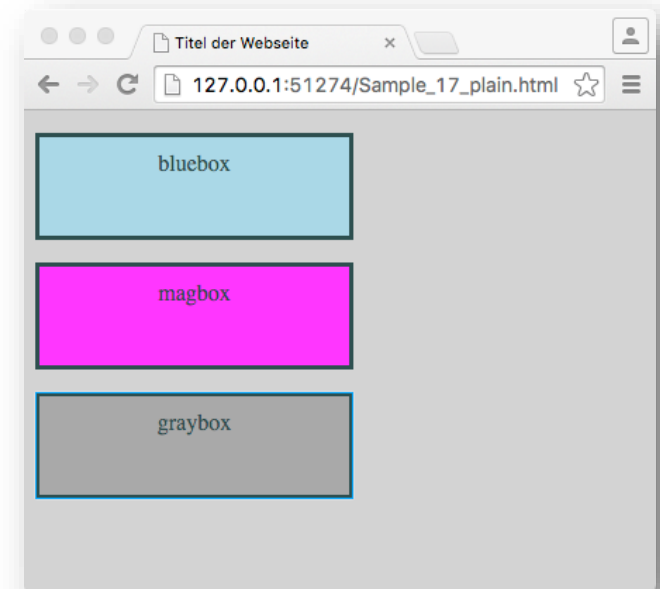 Titel der Webseite
127.0.0.1:51274/Sample_17_plain.html
bluebox
magbox
graybox